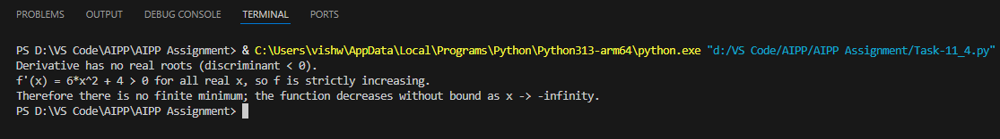 PROBLEMS OUTPUT DEBUG CONSOLE TERMINAL PORTS
PS D:\VS Code\AIPP\AIPP Assignment> & C:\Users\vishw\AppData\Local\Programs\Python\Python313-arm64\python.exe "d:/VS Code/AIPP/AIPP Assignment/Task-11_4.py"
Derivative has no real roots (discriminant < 0).
f'(x) = 6*x^2 + 4 > 0 for all real x, so f is strictly increasing.
Therefore there is no finite minimum; the function decreases without bound as x -> -infinity.
PS D:\VS Code\AIPP\AIPP Assignment>